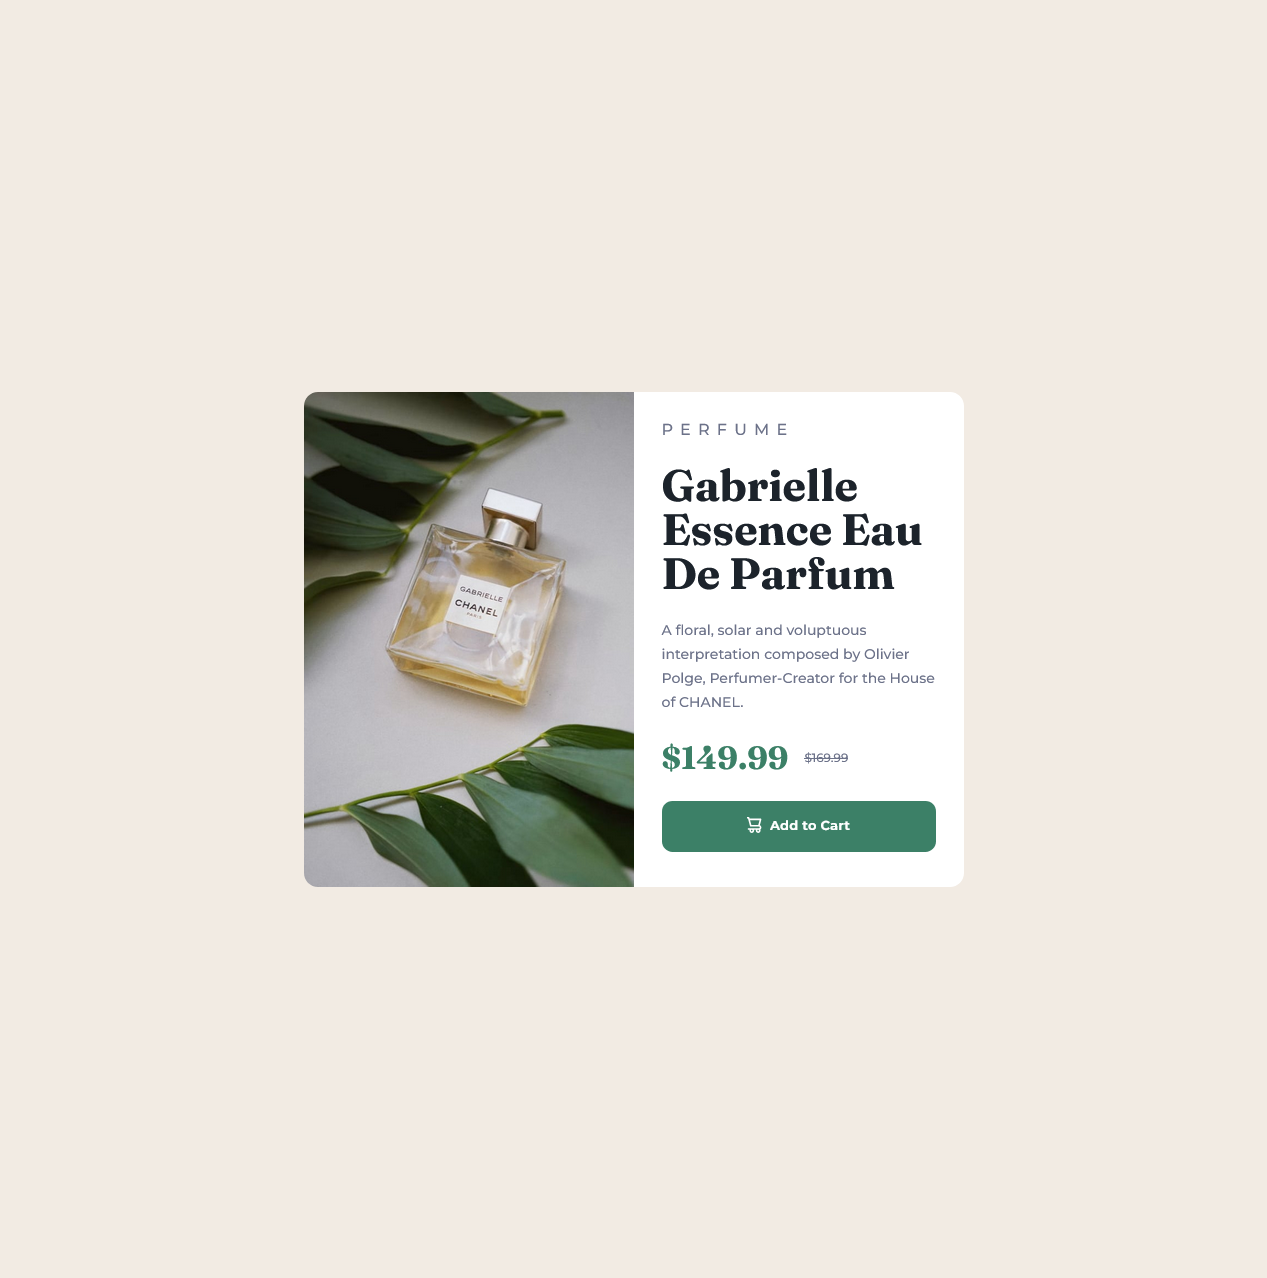 GABRIELLE
CHANEL
PARIS
PERFUME
Gabrielle
Essence Eau
De Parfum
A floral, solar and voluptuous
interpretation composed by Olivier
Polge, Perfumer-Creator for the House
of CHANEL.
$149.99 $169.99
Add to Cart